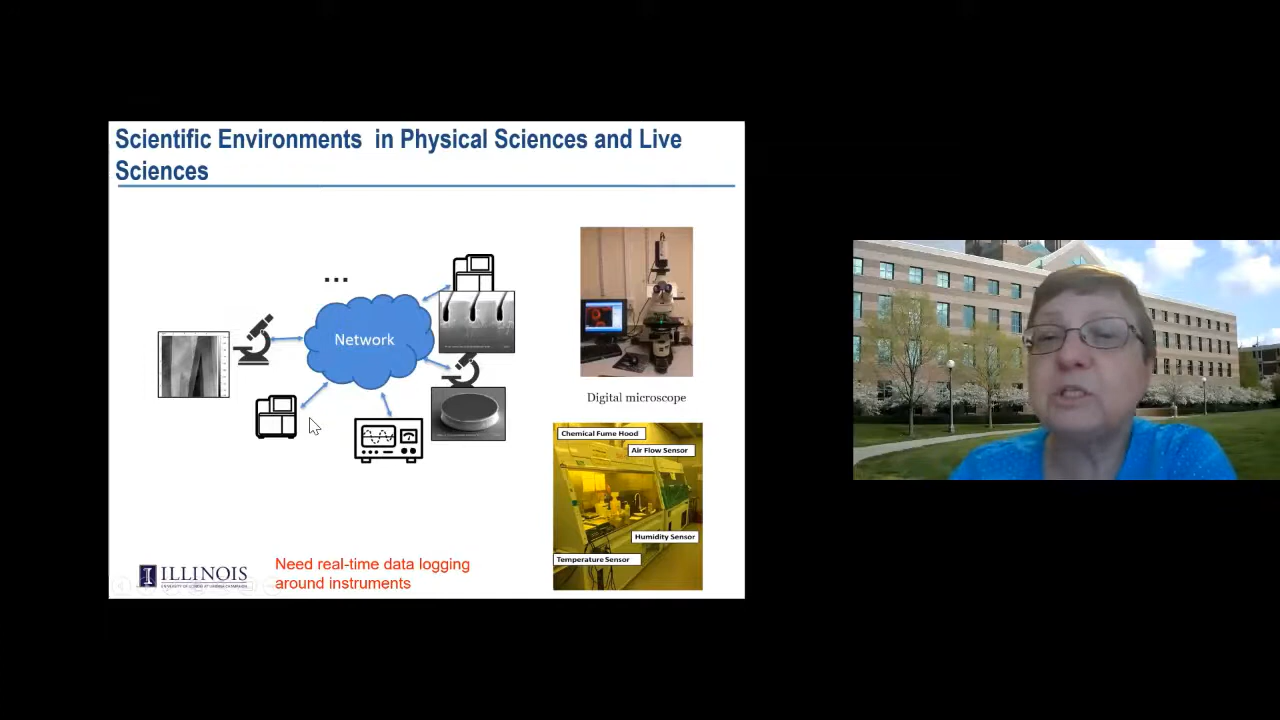 Scientific Environments in Physical Sciences and Live
Sciences
...
Network
Digital microscope
Chemical Fume Hood
Air Flow Sensor
Humidity Sensor
Temperature Sensor
Need real-time data logging
around instruments
I ILLINOIS